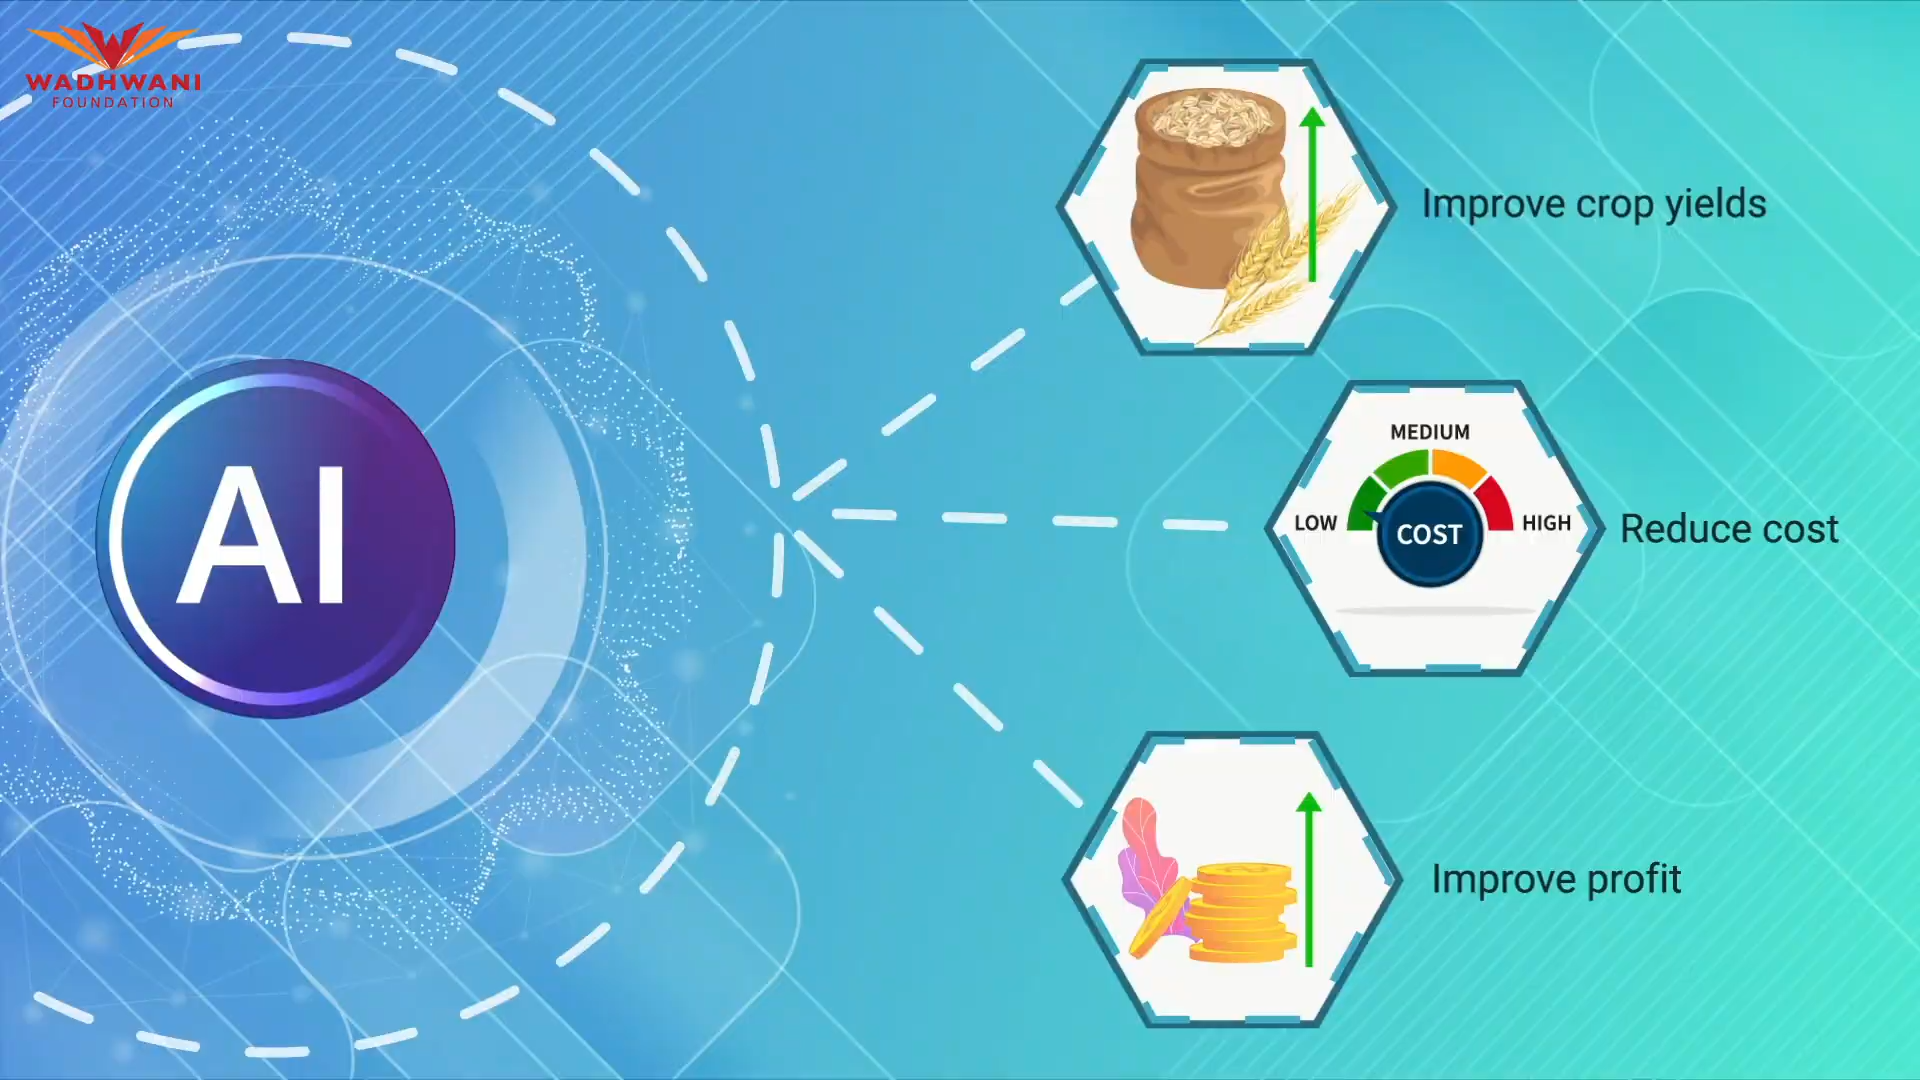 WADHWANI
FOUNDATION
AI
Improve crop yields
MEDIUM
LOW
COST
HIGH
Reduce cost
Improve profit